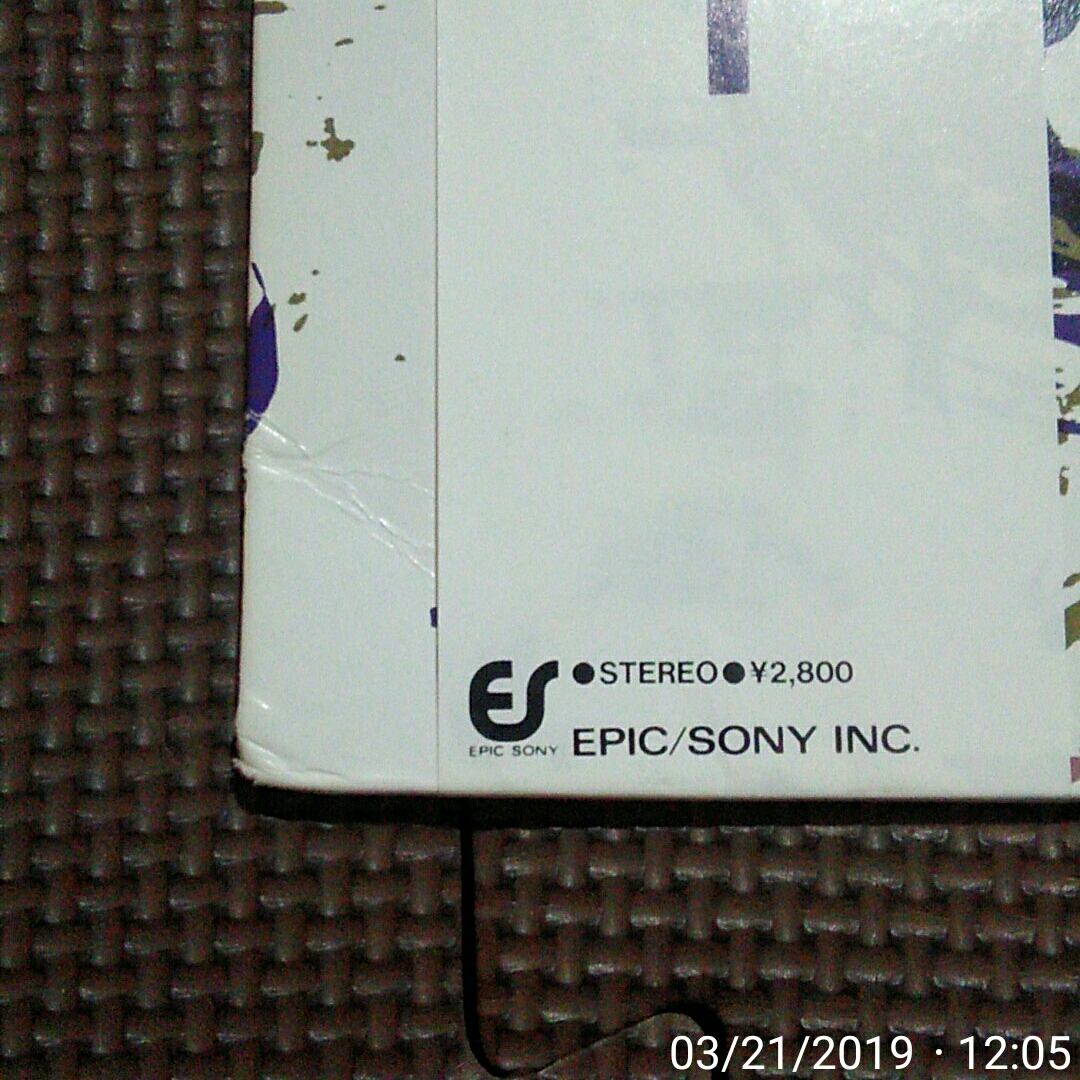 ES ●STEREO●¥2,800
EPIC SONY EPIC/SONY INC.
03/21/2019 · 12:05